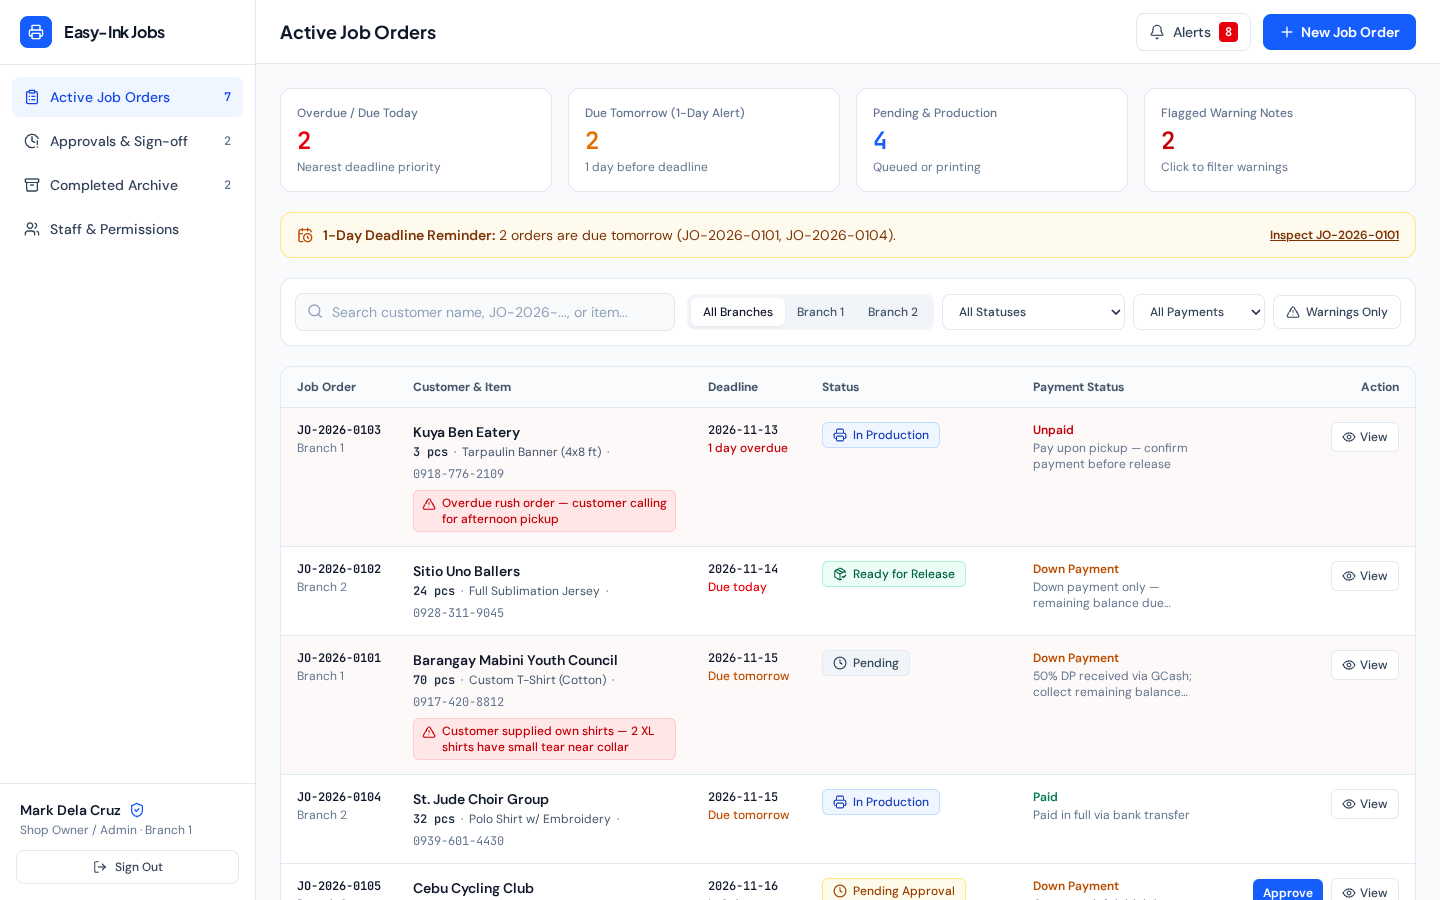 Easy-Ink Jobs
Active Job Orders 7
Approvals & Sign-off 2
Completed Archive 2
Staff & Permissions
Mark Dela Cruz
Shop Owner / Admin · Branch 1
Sign Out
Active Job Orders
Alerts 8
New Job Order
Overdue / Due Today
2
Nearest deadline priority
Due Tomorrow (1-Day Alert)
2
1 day before deadline
Pending & Production
4
Queued or printing
Flagged Warning Notes
2
Click to filter warnings
1-Day Deadline Reminder: 2 orders are due tomorrow (JO-2026-0101, JO-2026-0104).
Inspect JO-2026-0101
Search customer name, JO-2026-..., or item...
All Branches Branch 1 Branch 2
All Statuses
All Payments
Warnings Only
Job Order Customer & Item Deadline Status Payment Status Action
JO-2026-0103
Branch 1
Kuya Ben Eatery
3 pcs · Tarpaulin Banner (4x8 ft) ·
0918-776-2109
Overdue rush order — customer calling
for afternoon pickup
2026-11-13
1 day overdue
In Production
Unpaid
Pay upon pickup — confirm
payment before release
View
JO-2026-0102
Branch 2
Sitio Uno Ballers
24 pcs · Full Sublimation Jersey ·
0928-311-9045
2026-11-14
Due today
Ready for Release
Down Payment
Down payment only —
remaining balance due...
View
JO-2026-0101
Branch 1
Barangay Mabini Youth Council
70 pcs · Custom T-Shirt (Cotton) ·
0917-420-8812
Customer supplied own shirts — 2 XL
shirts have small tear near collar
2026-11-15
Due tomorrow
Pending
Down Payment
50% DP received via GCash;
collect remaining balance...
View
JO-2026-0104
Branch 2
St. Jude Choir Group
32 pcs · Polo Shirt w/ Embroidery ·
0939-601-4430
2026-11-15
Due tomorrow
In Production
Paid
Paid in full via bank transfer
View
JO-2026-0105
Cebu Cycling Club
2026-11-16
Pending Approval
Down Payment
Approve
View